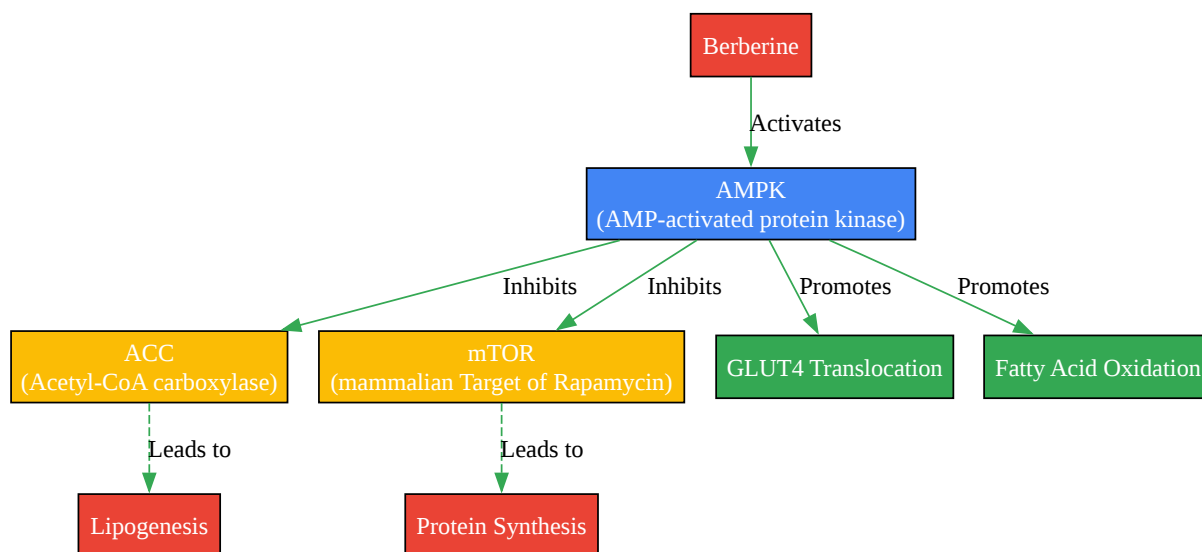 Berberine
Activates
AMPK
(AMP-activated protein kinase)
Inhibits
Inhibits
Promotes
Promotes
ACC
(Acetyl-CoA carboxylase)
mTOR
(mammalian Target of Rapamycin)
GLUT4 Translocation
Fatty Acid Oxidation
Leads to
Leads to
Lipogenesis
Protein Synthesis